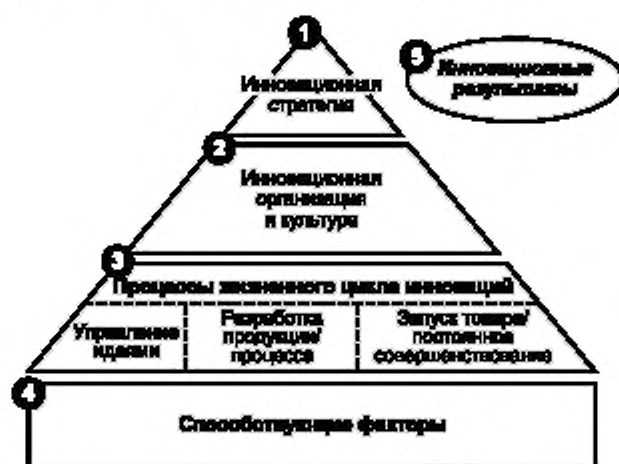 1
Инновационная
стратегия
5
Инновационные
результаты
2
Инновационная
организация
и культура
3
Процессы жизненного цикла инноваций
Управление
идеями
Разработка
продукции/
процесса
Запуск товара/
постоянное
совершенствование
4
Способствующие факторы